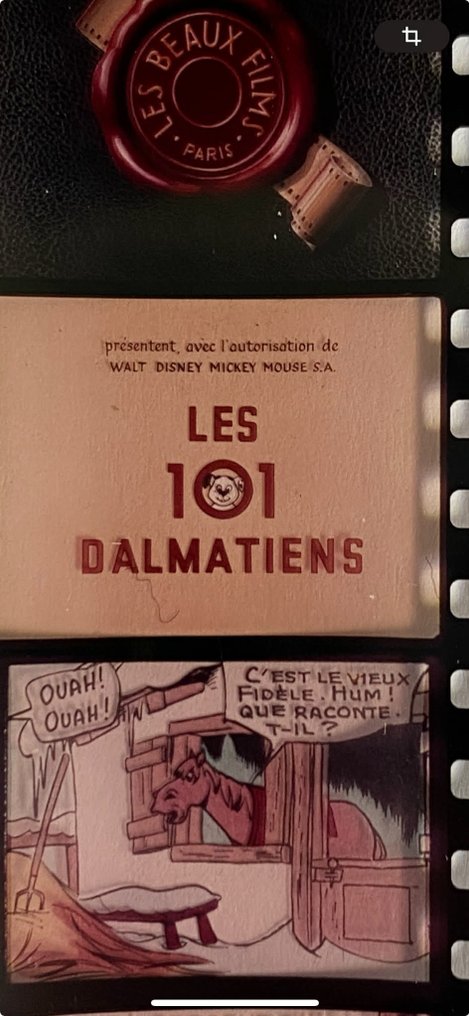 LES BEAUX FILMS
· PARIS ·
présentent, avec l'autorisation de
WALT DISNEY MICKEY MOUSE S.A.
LES
101
DALMATIENS
OUAH!
OUAH!
C'EST LE VIEUX
FIDÈLE. HUM!
QUE RACONTE-
T-IL?